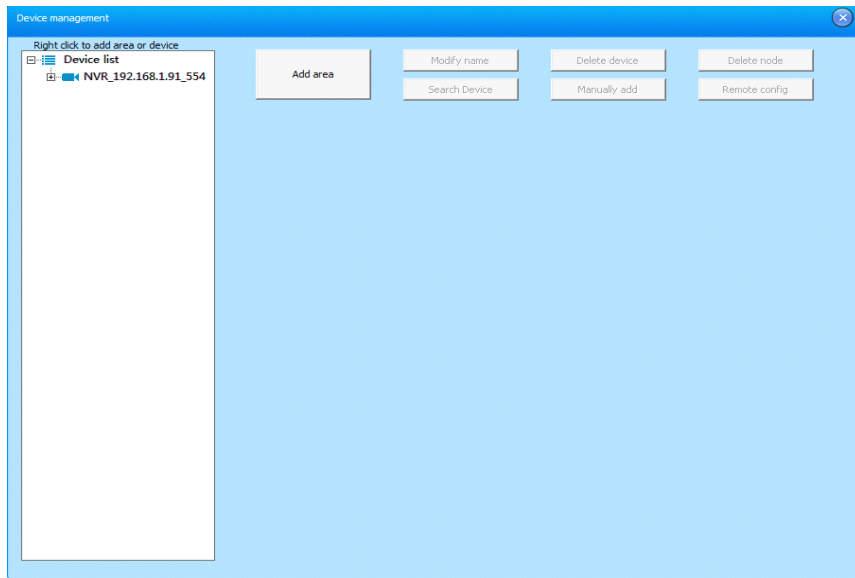 Device management
Right click to add area or device
Device list
NVR_192.168.1.91_554
Add area
Modify name
Delete device
Delete node
Search Device
Manually add
Remote config